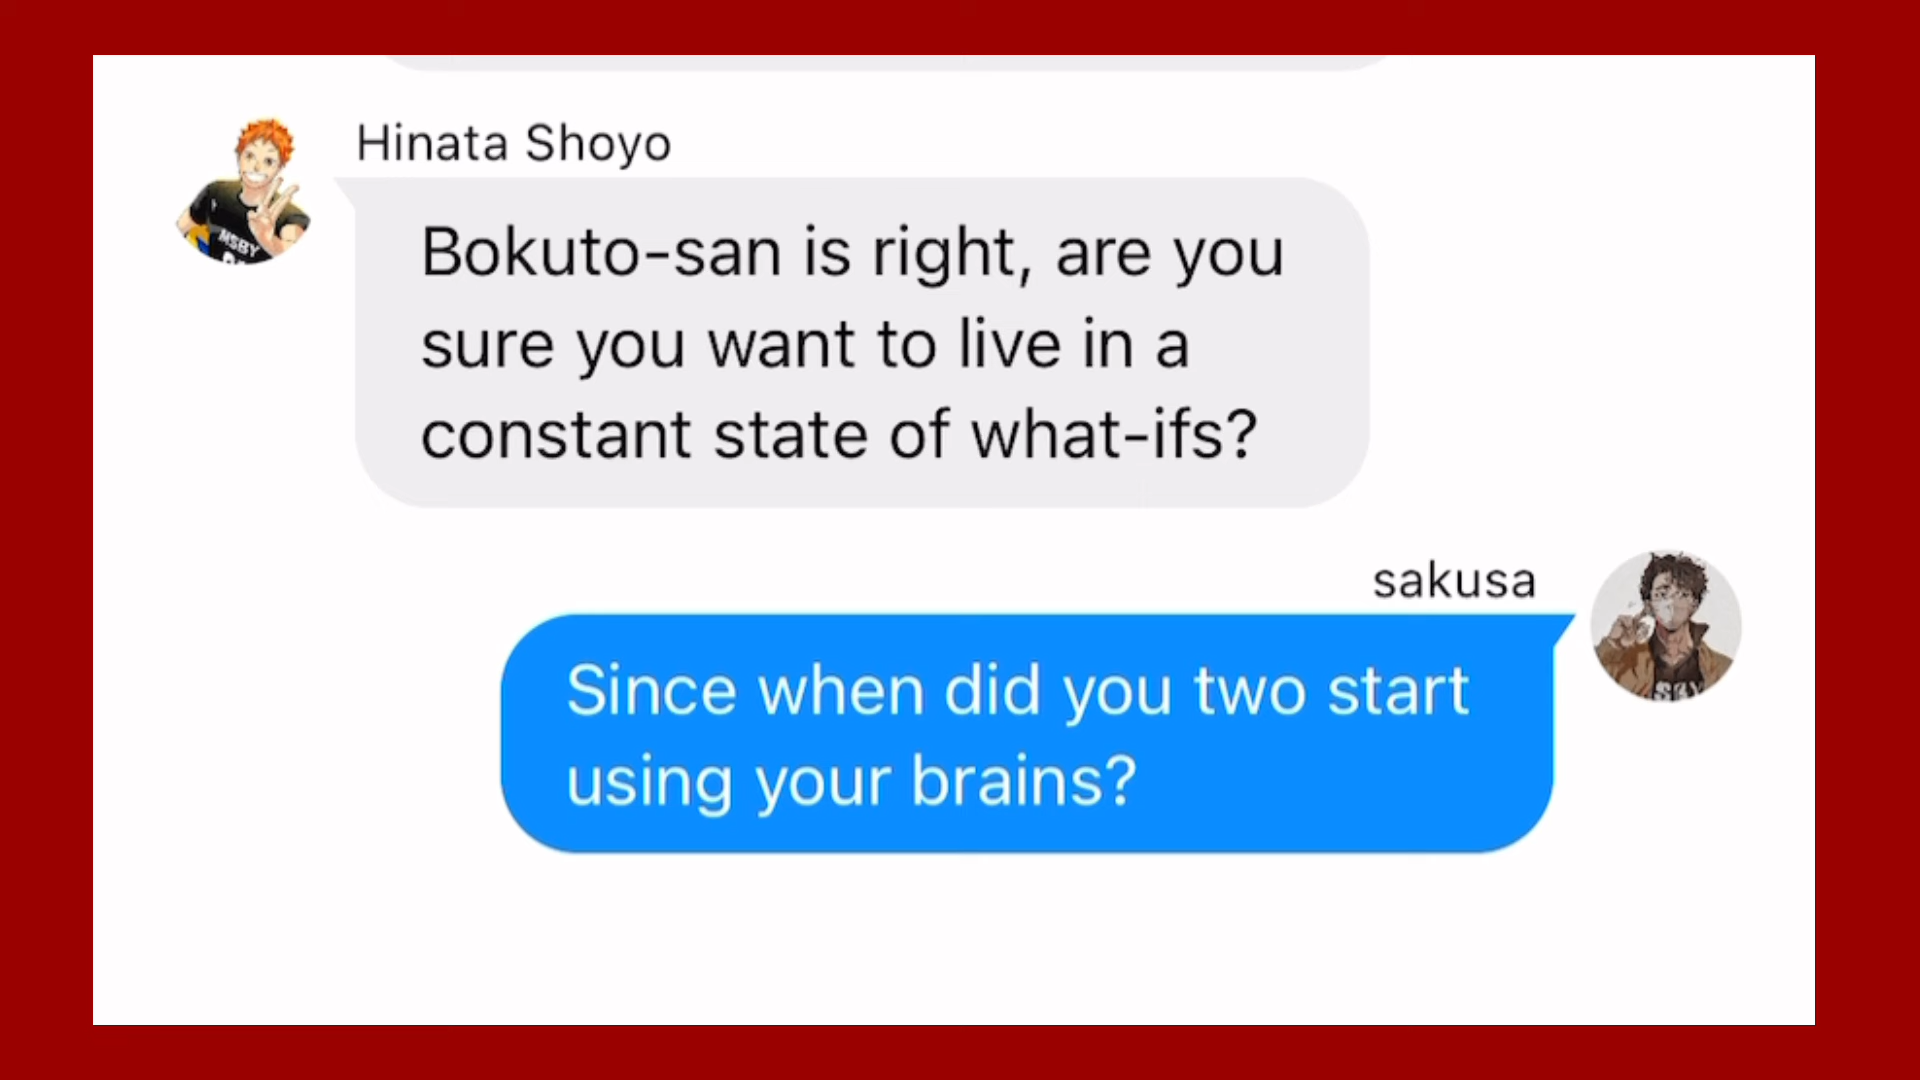 Hinata Shoyo
MSBY
Bokuto-san is right, are you
sure you want to live in a
constant state of what-ifs?
sakusa
Since when did you two start
using your brains?